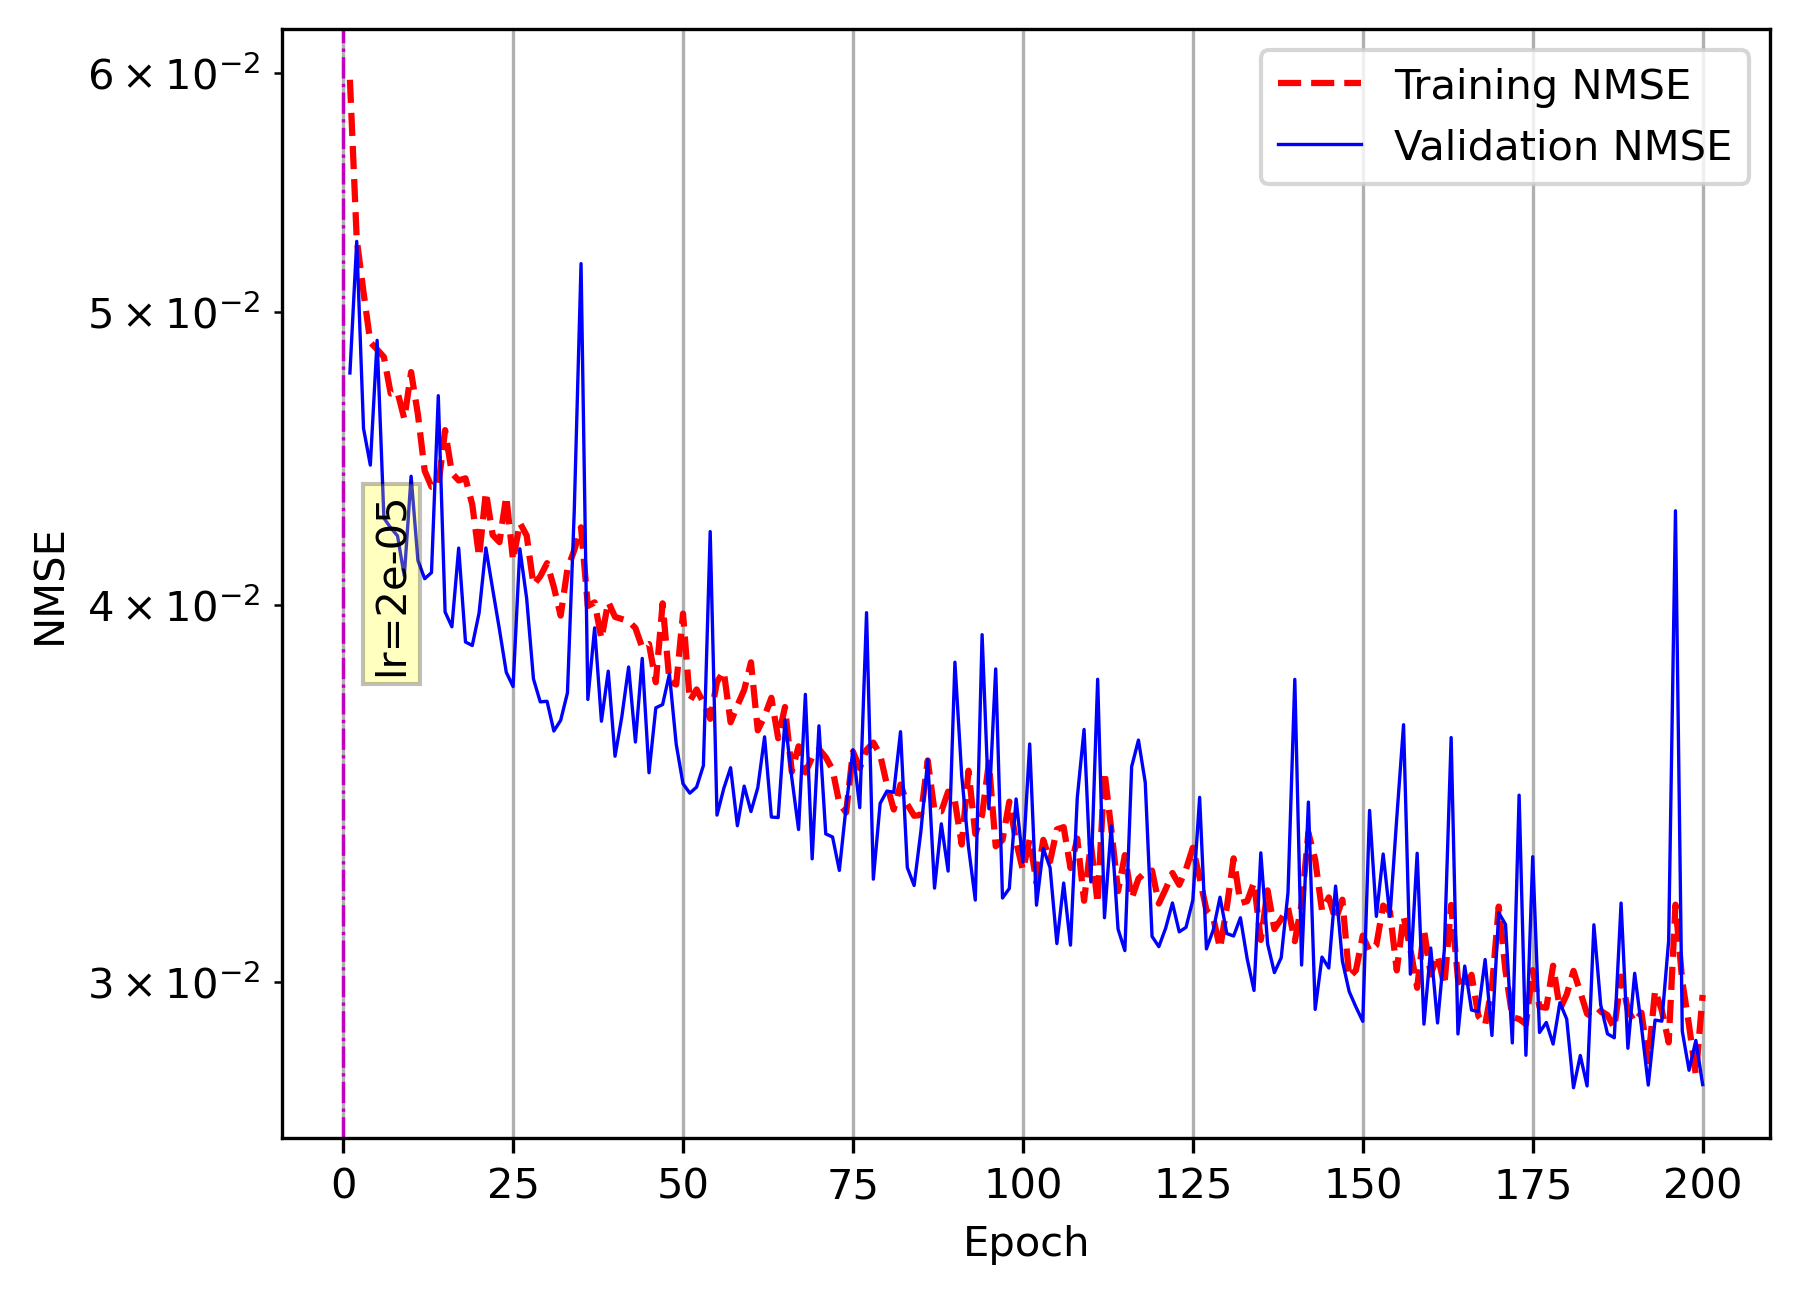 6×10⁻²
5×10⁻²
4×10⁻²
3×10⁻²
NMSE
lr=2e-05
Training NMSE
Validation NMSE
0 25 50 75 100 125 150 175 200
Epoch